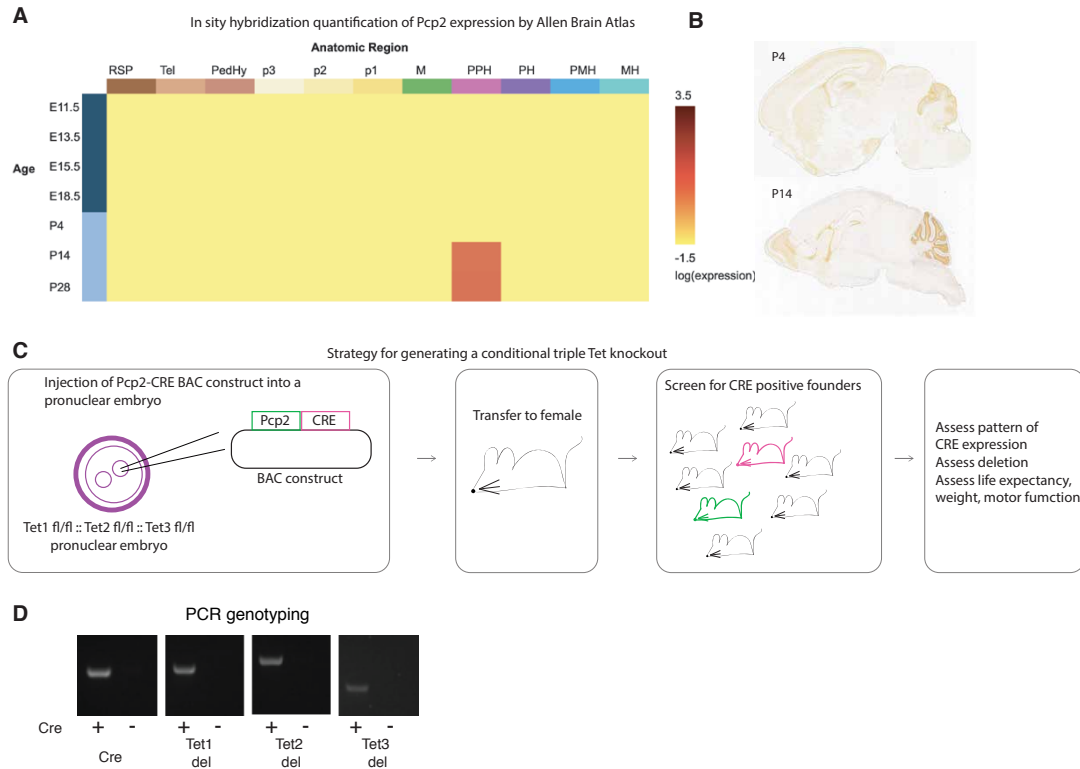 A
In situ hybridization quantification of Pcp2 expression by Allen Brain Atlas
Anatomic Region
RSP Tel PedHy p3 p2 p1 M PPH PH PMH MH
Age
E11.5
E13.5
E15.5
E18.5
P4
P14
P28
3.5
-1.5
log(expression)
B
P4
P14
C
Strategy for generating a conditional triple Tet knockout
Injection of Pcp2-CRE BAC construct into a
pronuclear embryo
Pcp2 CRE
BAC construct
Tet1 fl/fl :: Tet2 fl/fl :: Tet3 fl/fl
pronuclear embryo
Transfer to female
Screen for CRE positive founders
Assess pattern of
CRE expression
Assess deletion
Assess life expectancy,
weight, motor fumction
D
PCR genotyping
Cre + - + - + - + -
Cre
Tet1
del
Tet2
del
Tet3
del